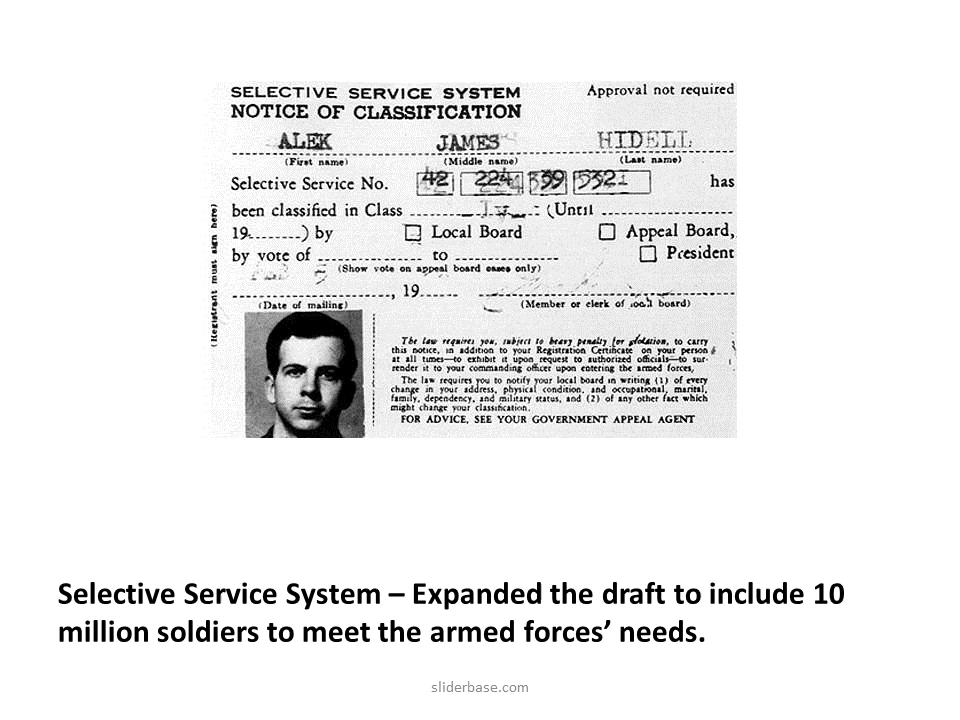 SELECTIVE SERVICE SYSTEM Approval not required
NOTICE OF CLASSIFICATION
ALEK JAMES HIDELL
(First name) (Middle name) (Last name)
Selective Service No. 42 224 39 5321 has
been classified in Class IV (Until
19 ) by Local Board Appeal Board,
by vote of to President
FEB 5 (Show vote on appeal board cases only)
, 19
(Date of mailing) (Member or clerk of local board)
(Registrant must sign here)
The law requires you, subject to heavy penalty for violation, to carry
this notice, in addition to your Registration Certificate on your person
at all times—to exhibit it upon request to authorized officials—to sur-
render it to your commanding officer upon entering the armed forces,
The law requires you to notify your local board in writing (1) of every
change in your address, physical condition, and occupational, marital,
family, dependency, and military status, and (2) of any other fact which
might change your classification.
FOR ADVICE, SEE YOUR GOVERNMENT APPEAL AGENT
Selective Service System – Expanded the draft to include 10
million soldiers to meet the armed forces’ needs.
sliderbase.com